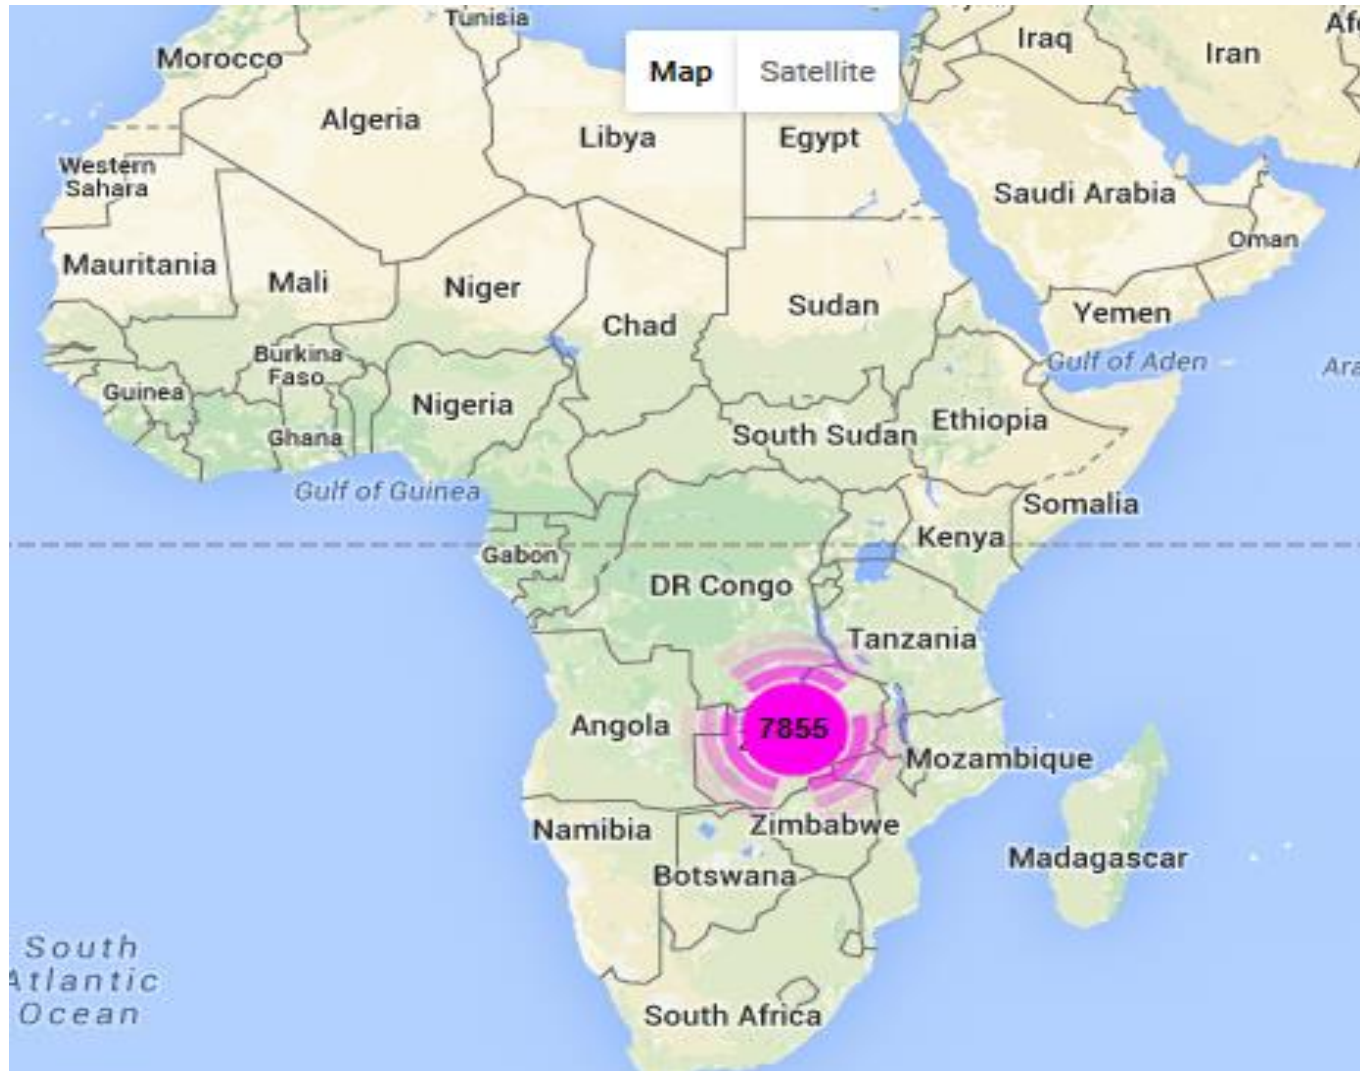 Tunisia
Morocco
Iraq
Iran
Map
Satellite
Algeria
Libya
Egypt
Western
Sahara
Saudi Arabia
Oman
Mauritania
Mali
Niger
Chad
Sudan
Yemen
Burkina
Faso
Gulf of Aden
Guinea
Nigeria
Ghana
South Sudan
Ethiopia
Gulf of Guinea
Somalia
Kenya
Gabon
DR Congo
Tanzania
Angola
7855
Mozambique
Namibia
Zimbabwe
Madagascar
Botswana
South
Atlantic
Ocean
South Africa